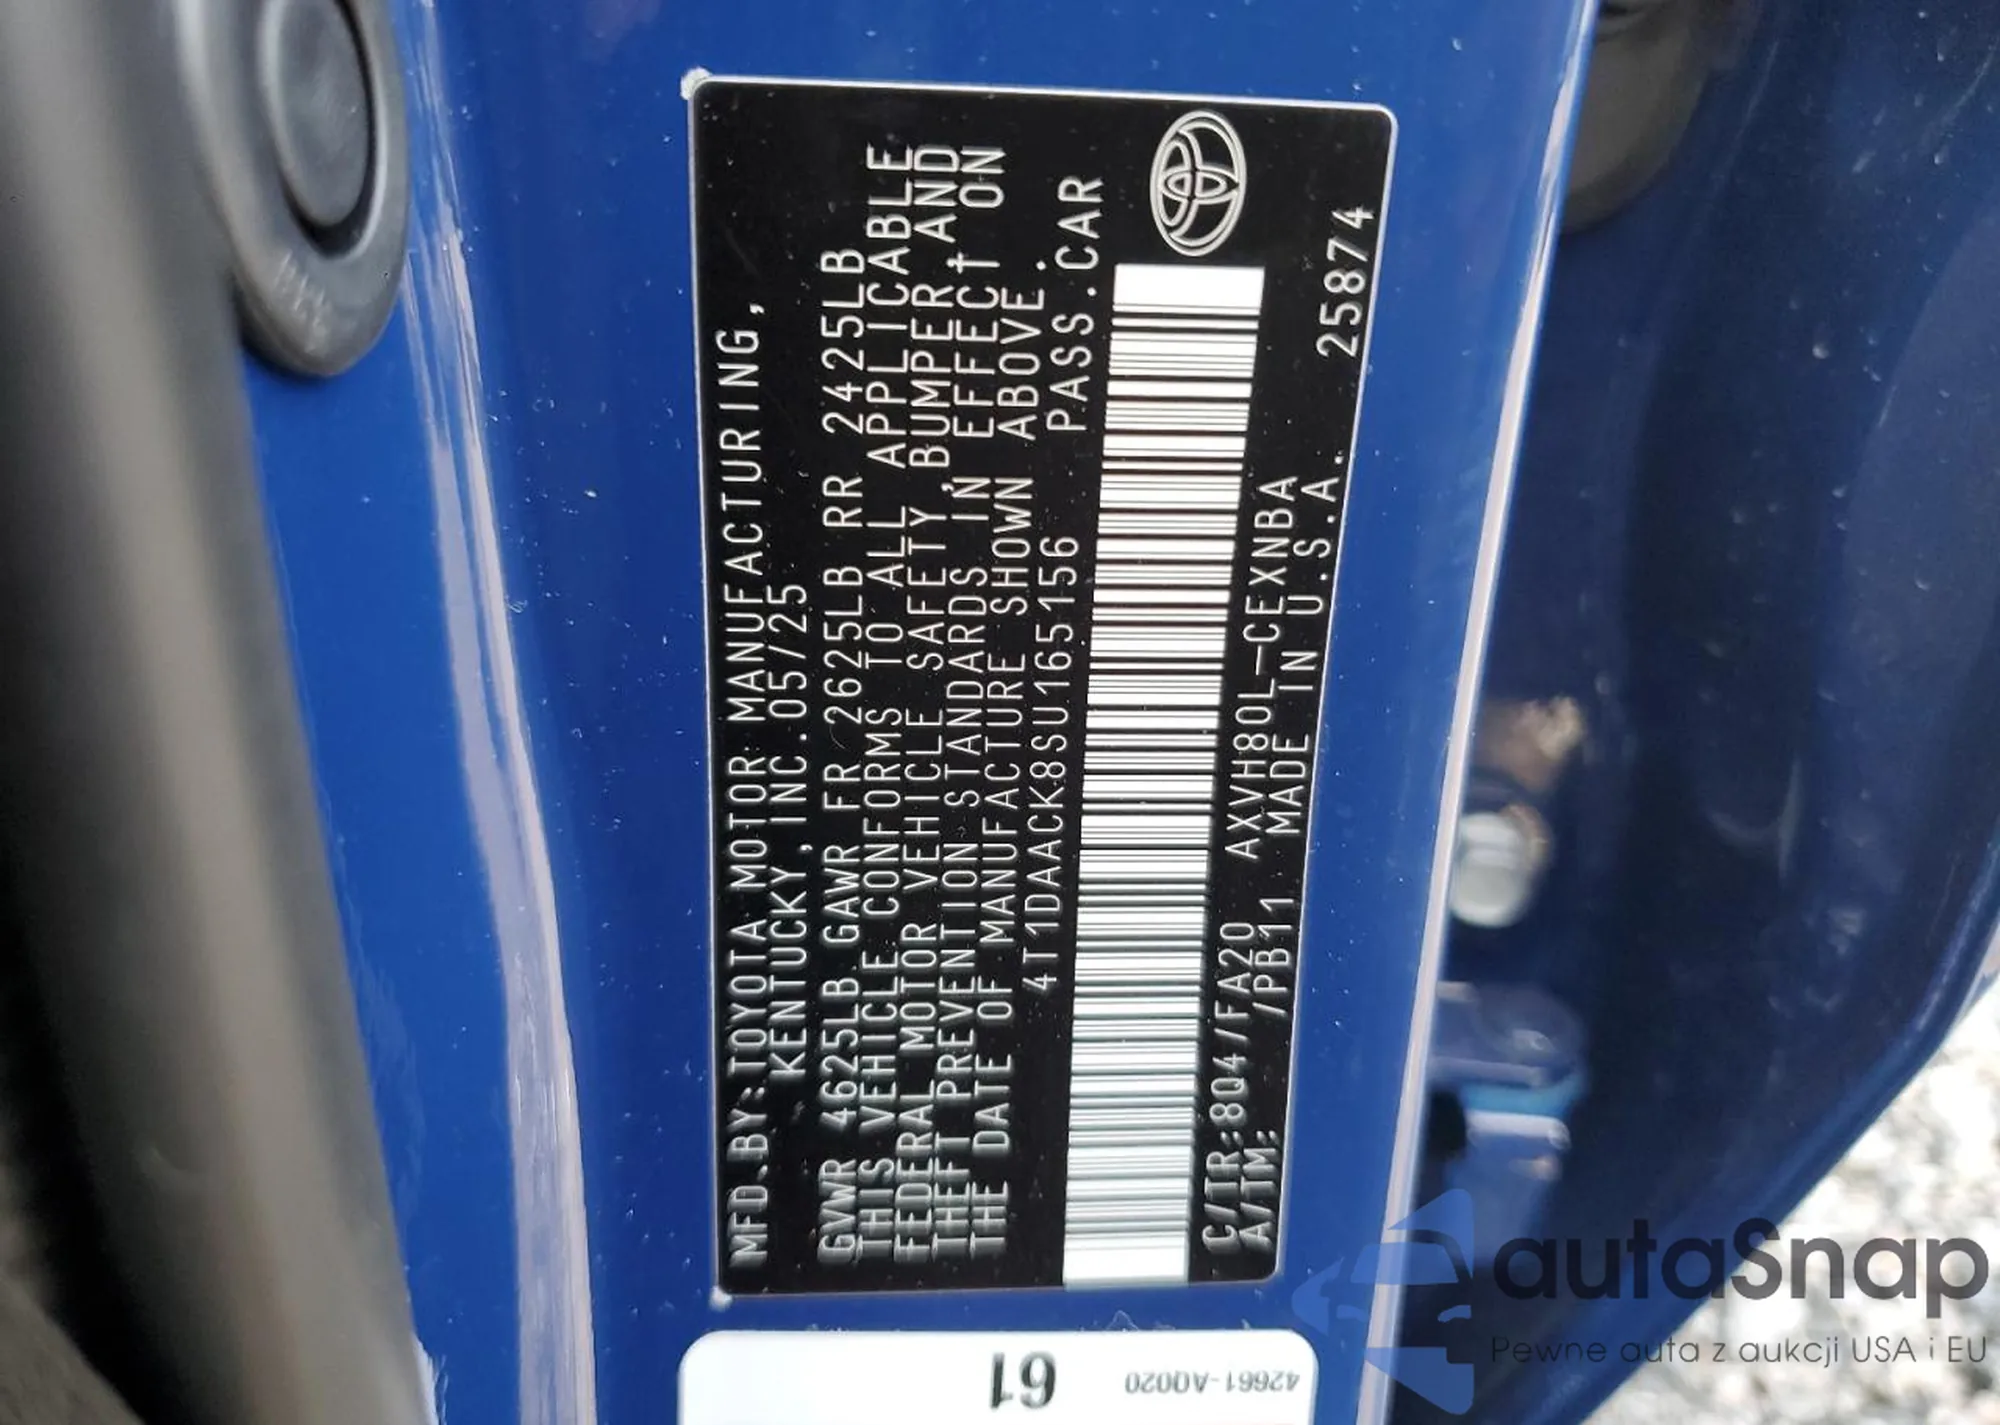 MFD.BY:TOYOTA MOTOR MANUFACTURING,
KENTUCKY, INC.05/25
GVWR 4625LB GAWR FR 2625LB RR 2425LB
THIS VEHICLE CONFORMS TO ALL APPLICABLE
FEDERAL MOTOR VEHICLE SAFETY, BUMPER AND
THEFT PREVENTION STANDARDS IN EFFECT ON
THE DATE OF MANUFACTURE SHOWN ABOVE.
4T1DAACK8SU165156 PASS.CAR
C/TR:8Q4/FA20 AXVH80L-CEXNBA
A/TM: /PB11 MADE IN U.S.A. 25874
61 42661-AQ020
autaSnap
Pewne auta z aukcji USA i EU